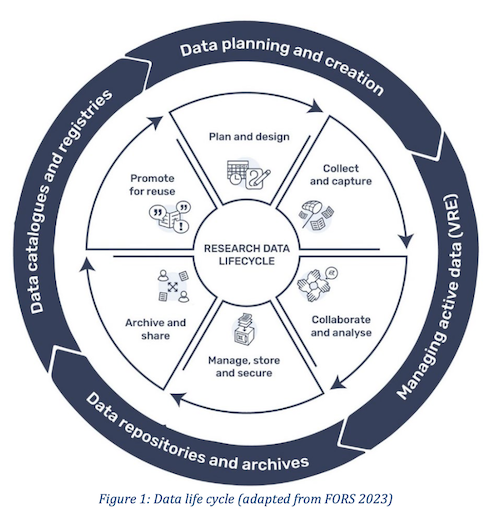 Data planning and creation
Managing active data (VRE)
Data repositories and archives
Data catalogues and registries
Plan and design
Collect
and capture
Collaborate
and analyse
Manage, store
and secure
Archive and
share
Promote
for reuse
RESEARCH DATA
LIFECYCLE
Figure 1: Data life cycle (adapted from FORS 2023)